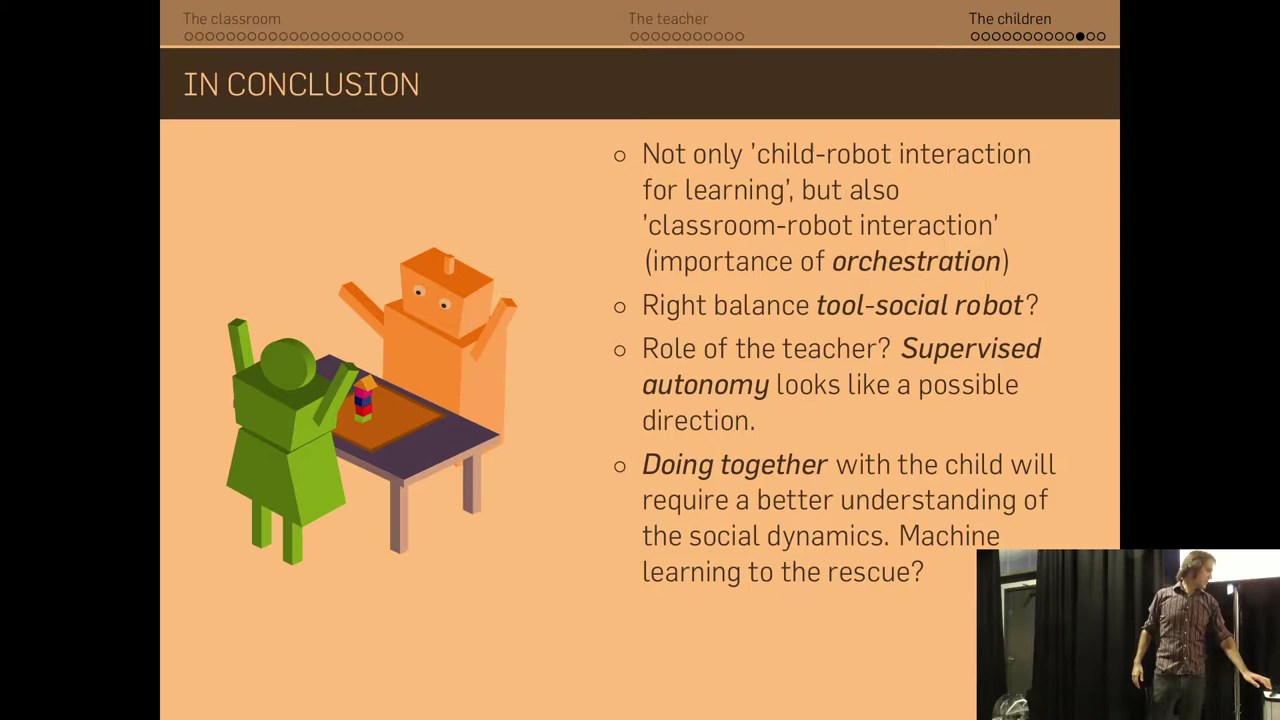 The classroom
The teacher
The children
IN CONCLUSION
○ Not only 'child-robot interaction
for learning', but also
'classroom-robot interaction'
(importance of orchestration)
○ Right balance tool-social robot?
○ Role of the teacher? Supervised
autonomy looks like a possible
direction.
○ Doing together with the child will
require a better understanding of
the social dynamics. Machine
learning to the rescue?